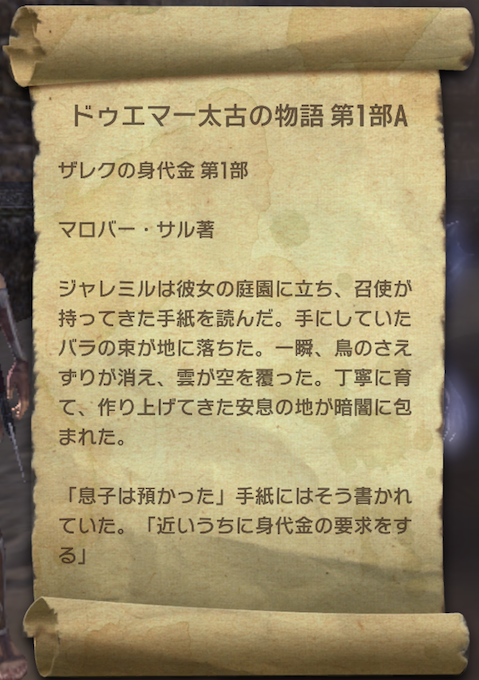 ドゥエマー太古の物語 第1部A
ザレクの身代金 第1部
マロバー・サル著
ジャレミルは彼女の庭園に立ち、召使が
持ってきた手紙を読んだ。手にしていた
バラの束が地に落ちた。一瞬、鳥のさえ
ずりが消え、雲が空を覆った。丁寧に育
て、作り上げてきた安息の地が暗闇に包
まれた。
「息子は預かった」手紙にはそう書かれ
ていた。「近いうちに身代金の要求をす
る」